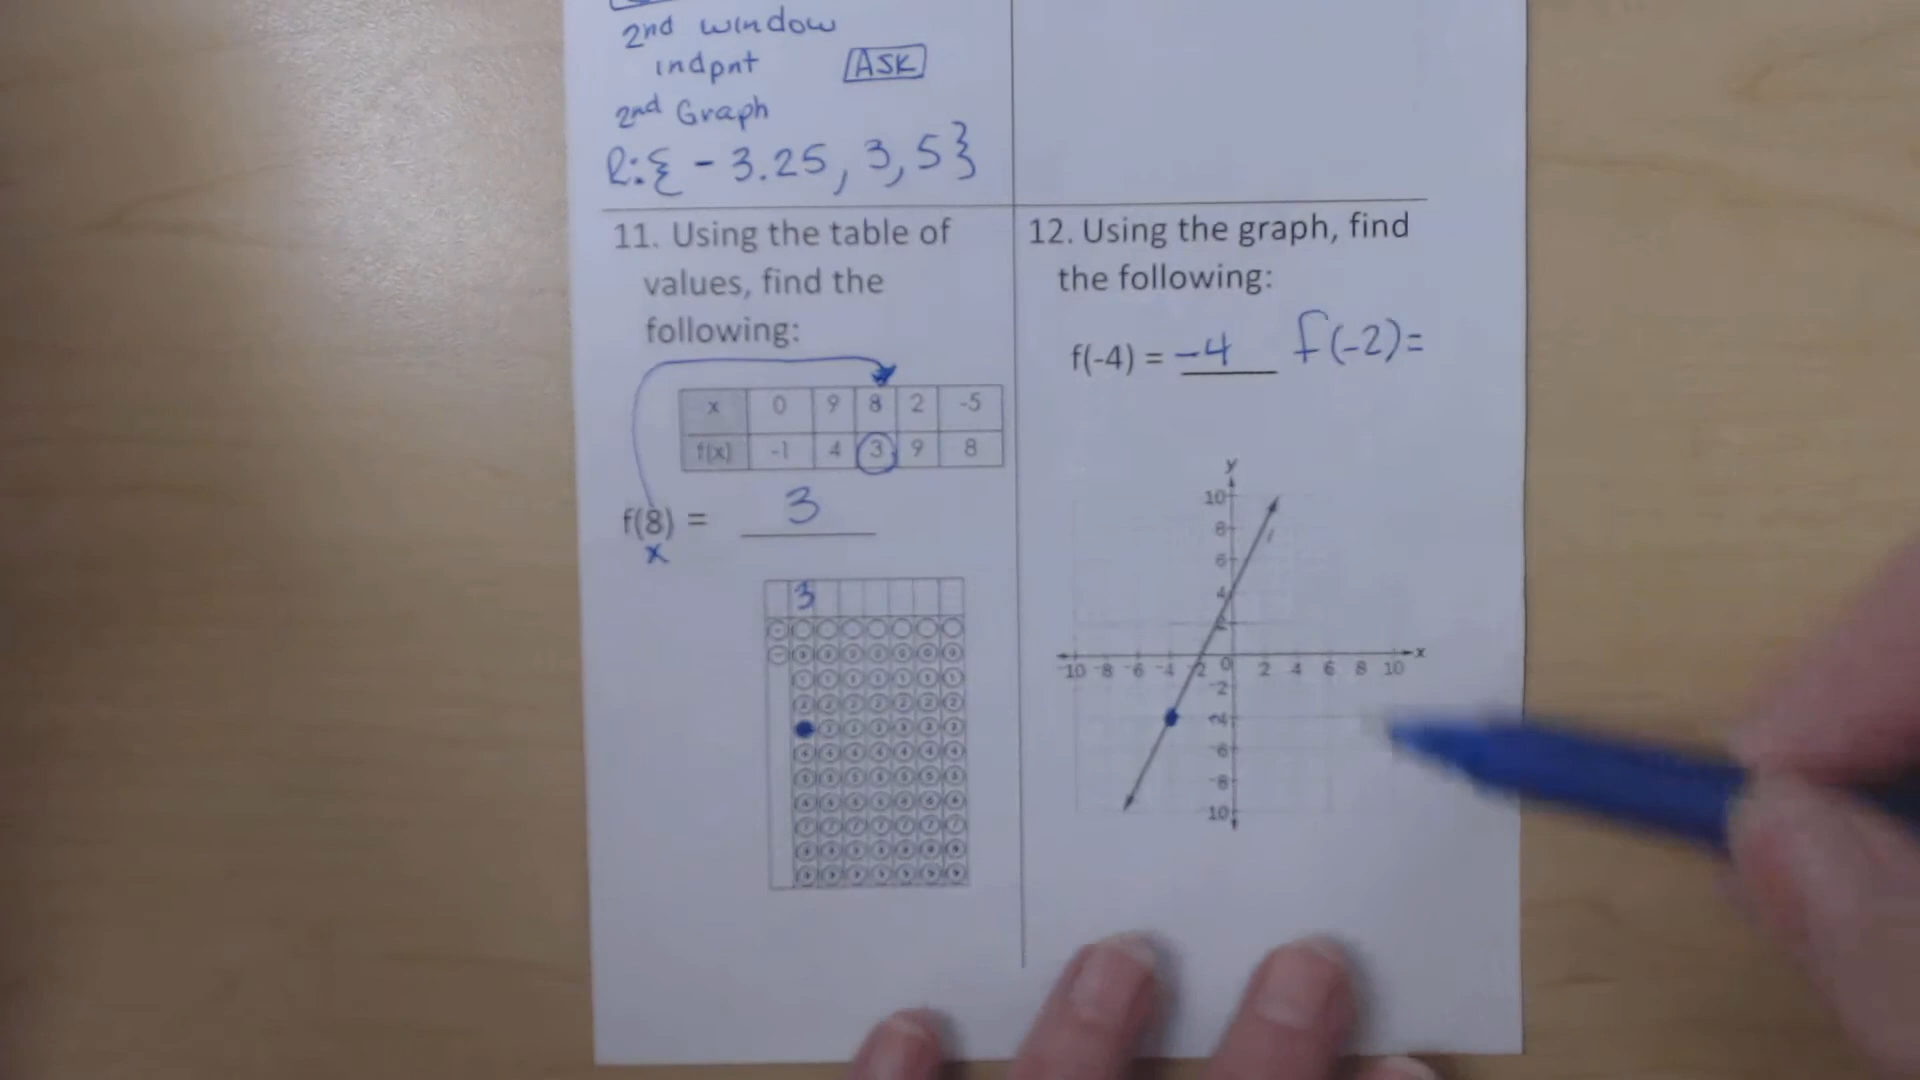 2nd window
indpnt ASK
2nd Graph
R:{ - 3.25, 3, 5}
11. Using the table of
values, find the
following:
x 0 9 8 2 -5
f(x) -1 4 3 9 8
f(8) = 3
x
3
12. Using the graph, find
the following:
f(-4) = -4 f(-2)=
y
10
8
6
4
2
-10 -8 -6 -4 -2 0 2 4 6 8 10 x
-2
-4
-6
-8
10